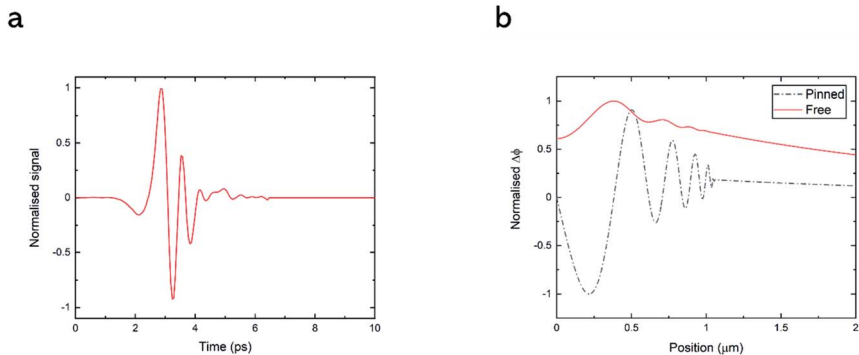 a
b
1
0.5
0
-0.5
-1
Normalised signal
0
2
4
6
8
10
Time (ps)
1
0.5
0
-0.5
-1
Normalised Δϕ
Pinned
Free
0
0.5
1
1.5
2
Position (μm)